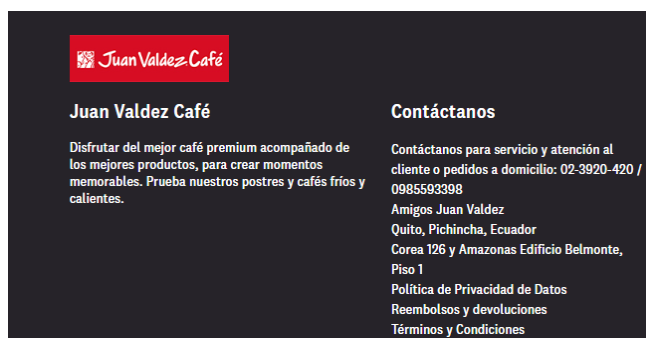 Juan Valdez Café
Juan Valdez Café
Disfrutar del mejor café premium acompañado de
los mejores productos, para crear momentos
memorables. Prueba nuestros postres y cafés fríos y
calientes.
Contáctanos
Contáctanos para servicio y atención al
cliente o pedidos a domicilio: 02-3920-420 /
0985593398
Amigos Juan Valdez
Quito, Pichincha, Ecuador
Corea 126 y Amazonas Edificio Belmonte,
Piso 1
Política de Privacidad de Datos
Reembolsos y devoluciones
Términos y Condiciones